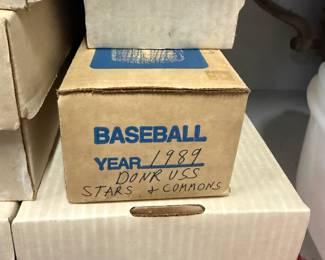 BASEBALL
YEAR 1989
DONRUSS
STARS & COMMONS